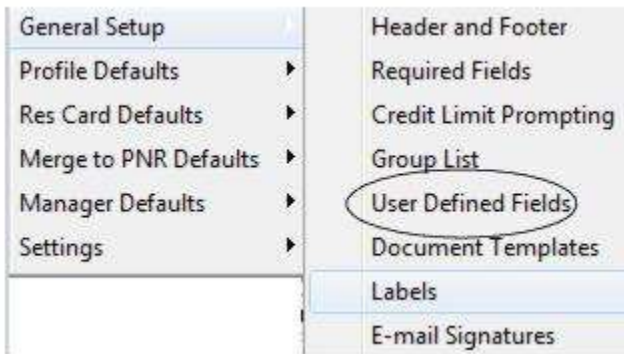 General Setup
Profile Defaults
Res Card Defaults
Merge to PNR Defaults
Manager Defaults
Settings
Header and Footer
Required Fields
Credit Limit Prompting
Group List
User Defined Fields
Document Templates
Labels
E-mail Signatures